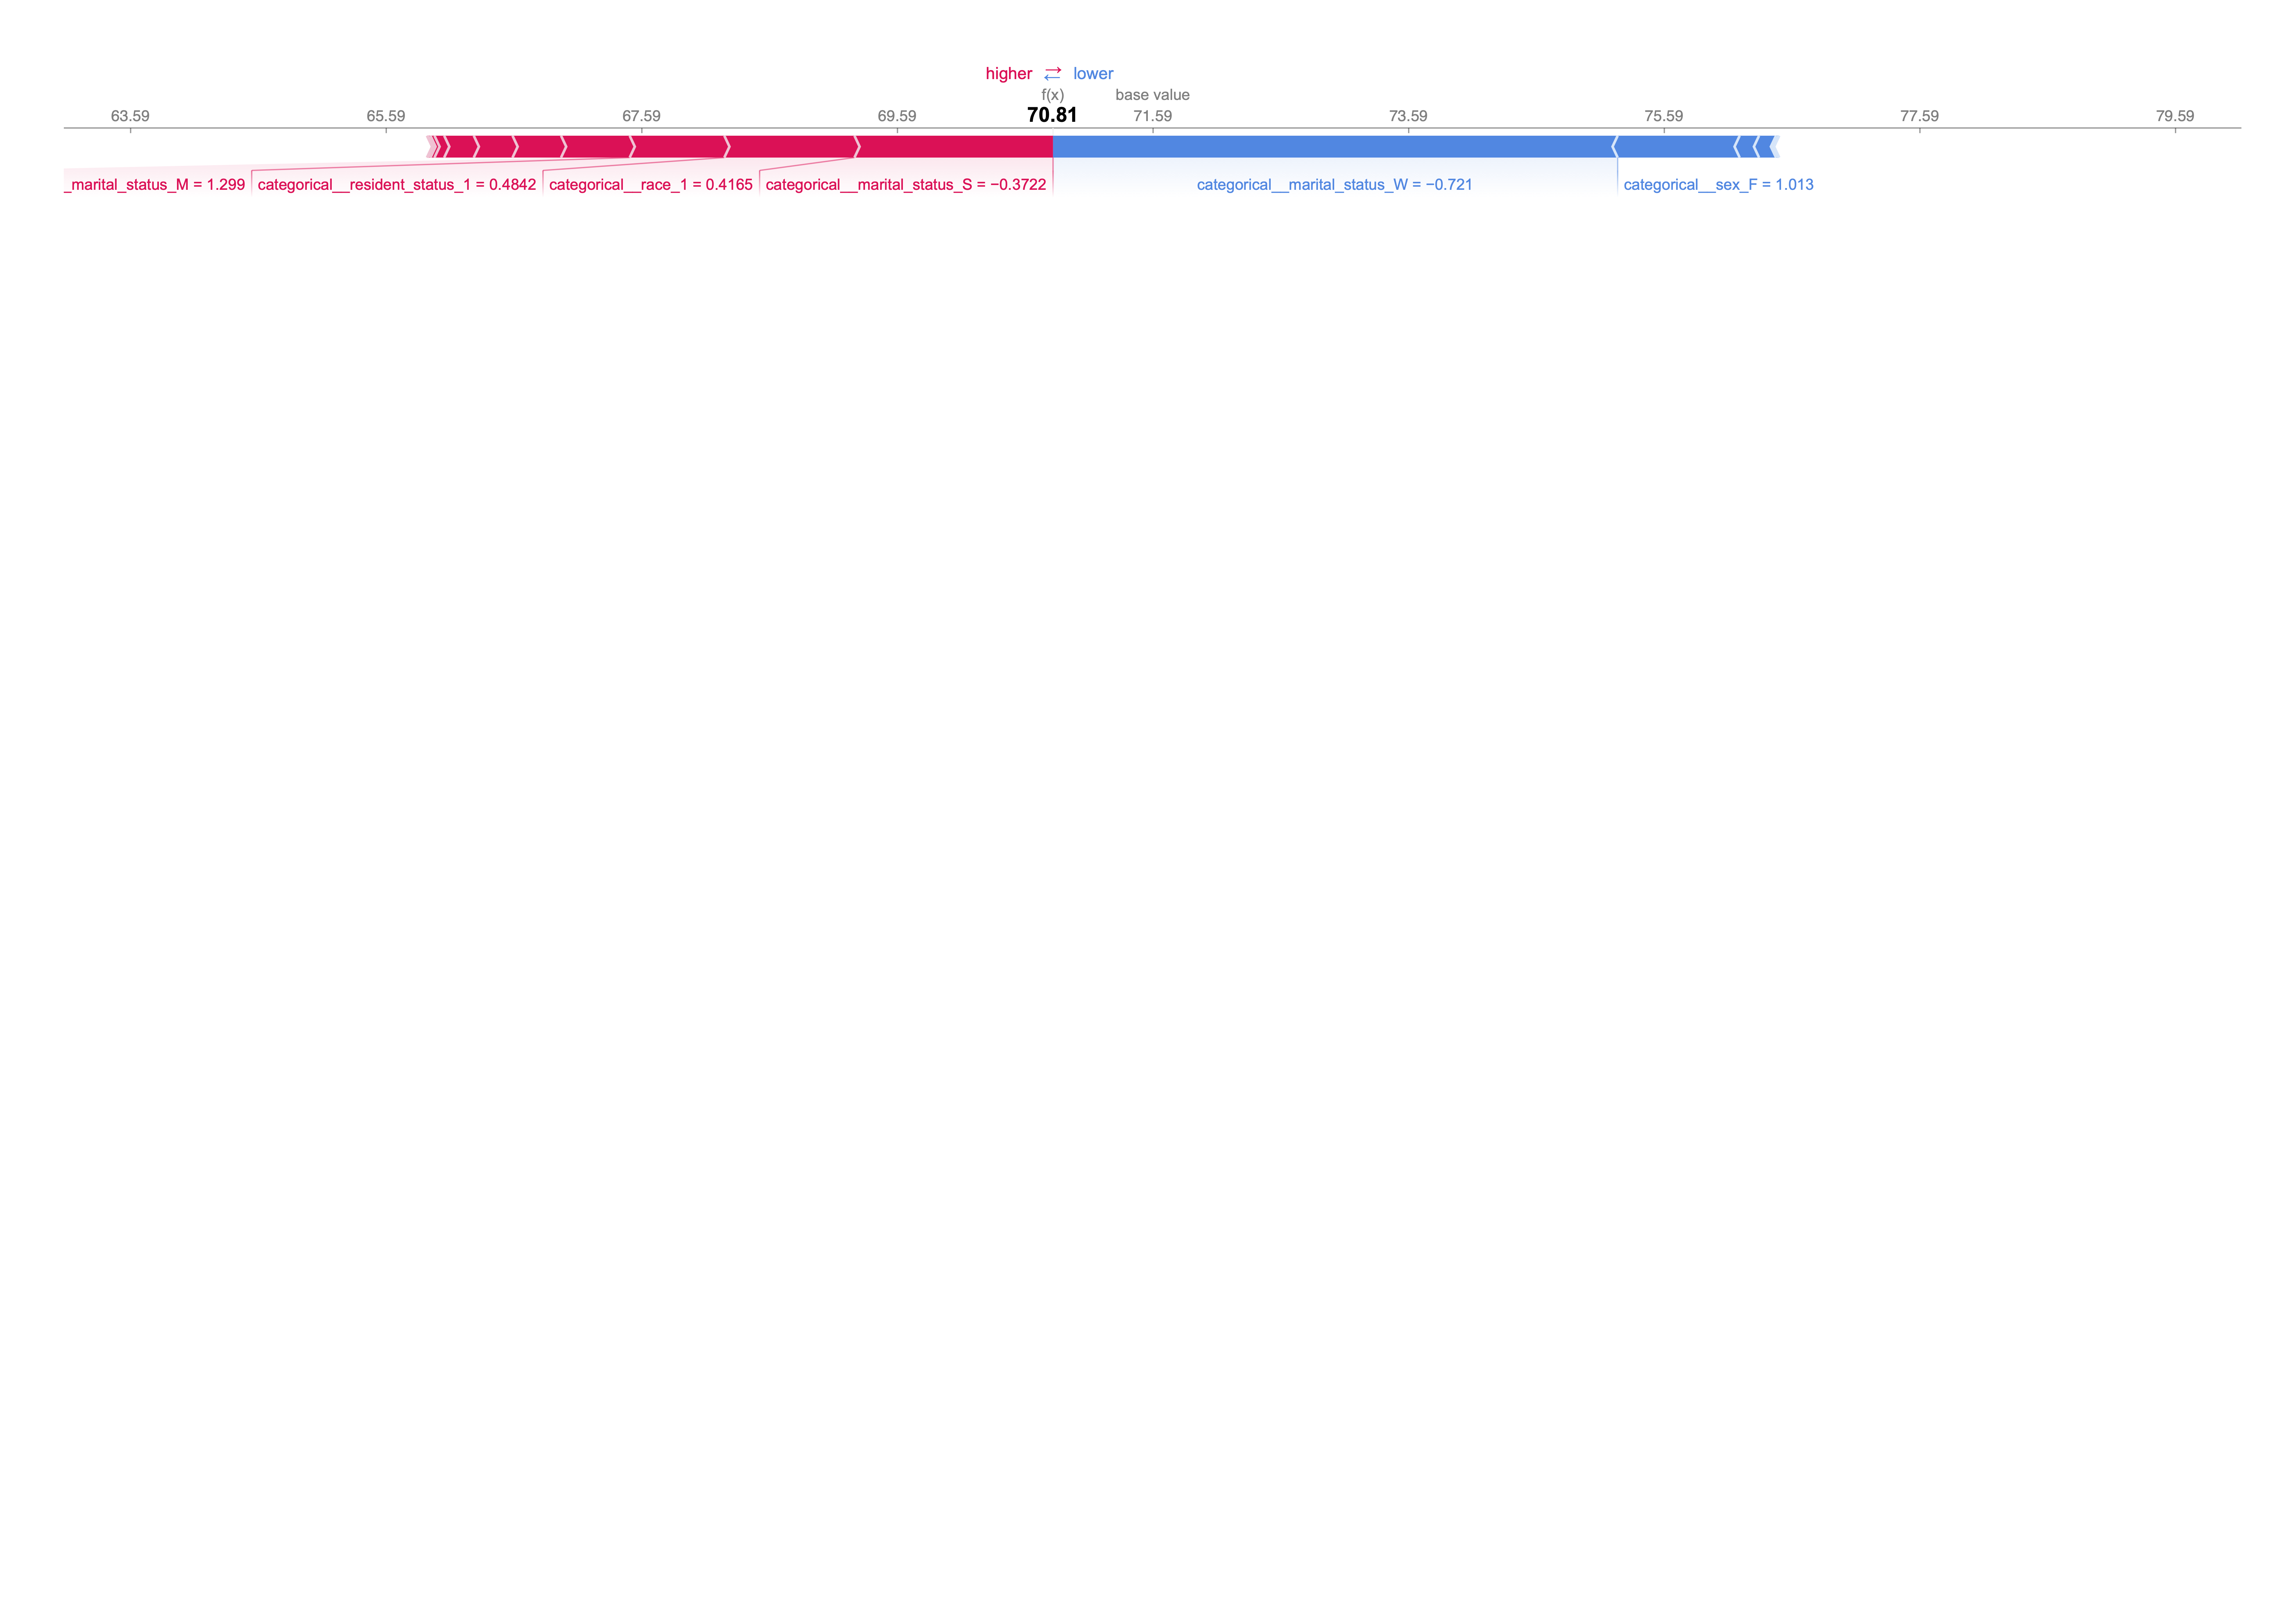 higher ⇄ lower
f(x) base value
63.59 65.59 67.59 69.59 70.81 71.59 73.59 75.59 77.59 79.59
_marital_status_M = 1.299 categorical__resident_status_1 = 0.4842 categorical__race_1 = 0.4165 categorical__marital_status_S = −0.3722 categorical__marital_status_W = −0.721 categorical__sex_F = 1.013